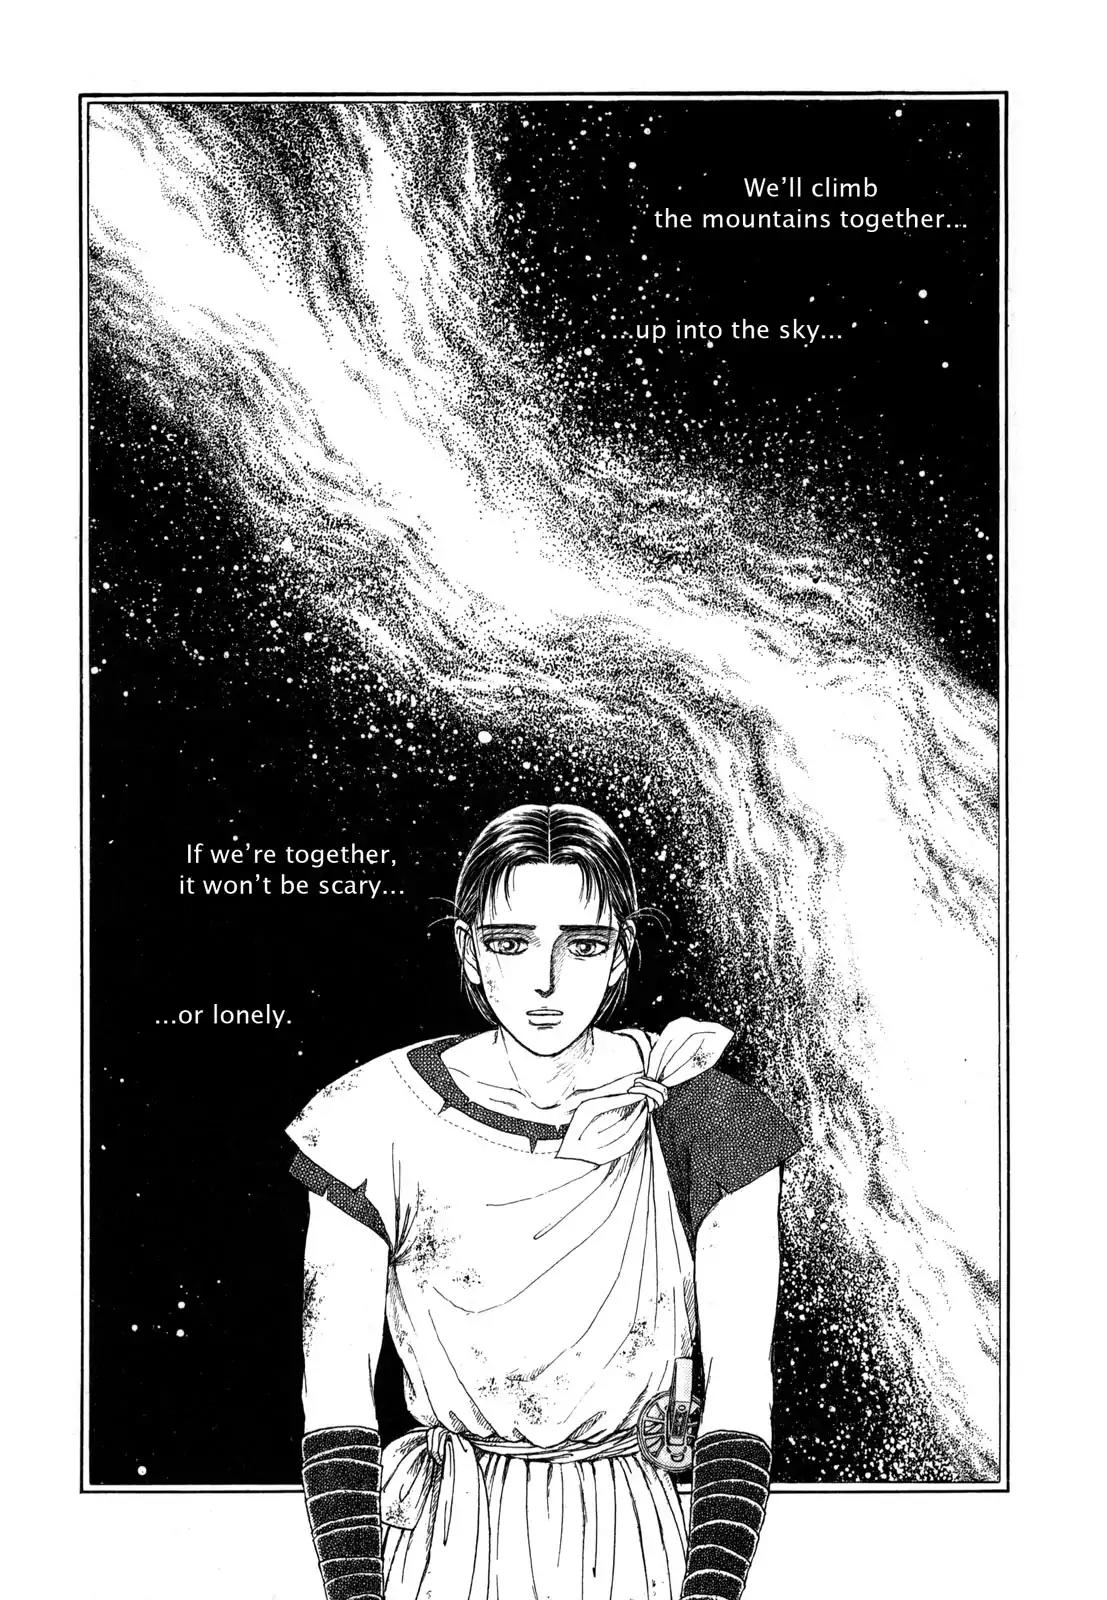 We'll climb
the mountains together...
...up into the sky...
If we're together,
it won't be scary...
...or lonely.